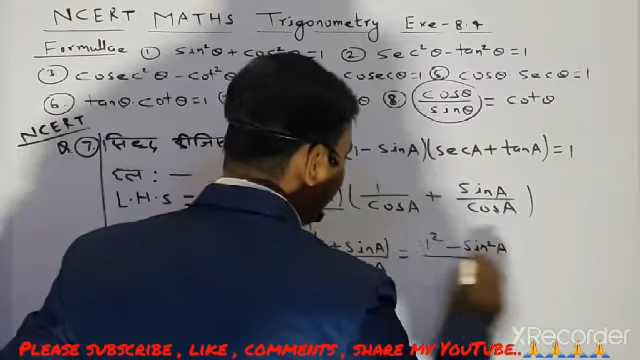 NCERT MATHS Trigonometry Exe-8.4
Formullae ① sin²θ + cos²θ = 1 ②. sec²θ - tan²θ = 1
③ cosec²θ - cot²θ cosecθ = 1 ⑤. cosθ secθ = 1
⑥. tanθ. cotθ = 1 θ ⑧. cosθ/sinθ = cotθ
NCERT
Q. ⑦. सिद्ध 1 - sinA)(secA + tanA) = 1
हल : —
L.H.S = (1/cosA + sinA/cosA)
+ sinA) = 1² - sin²A
Please subscribe , like , comments , share my YouTube..🙏🙏🙏🙏
XRecorder